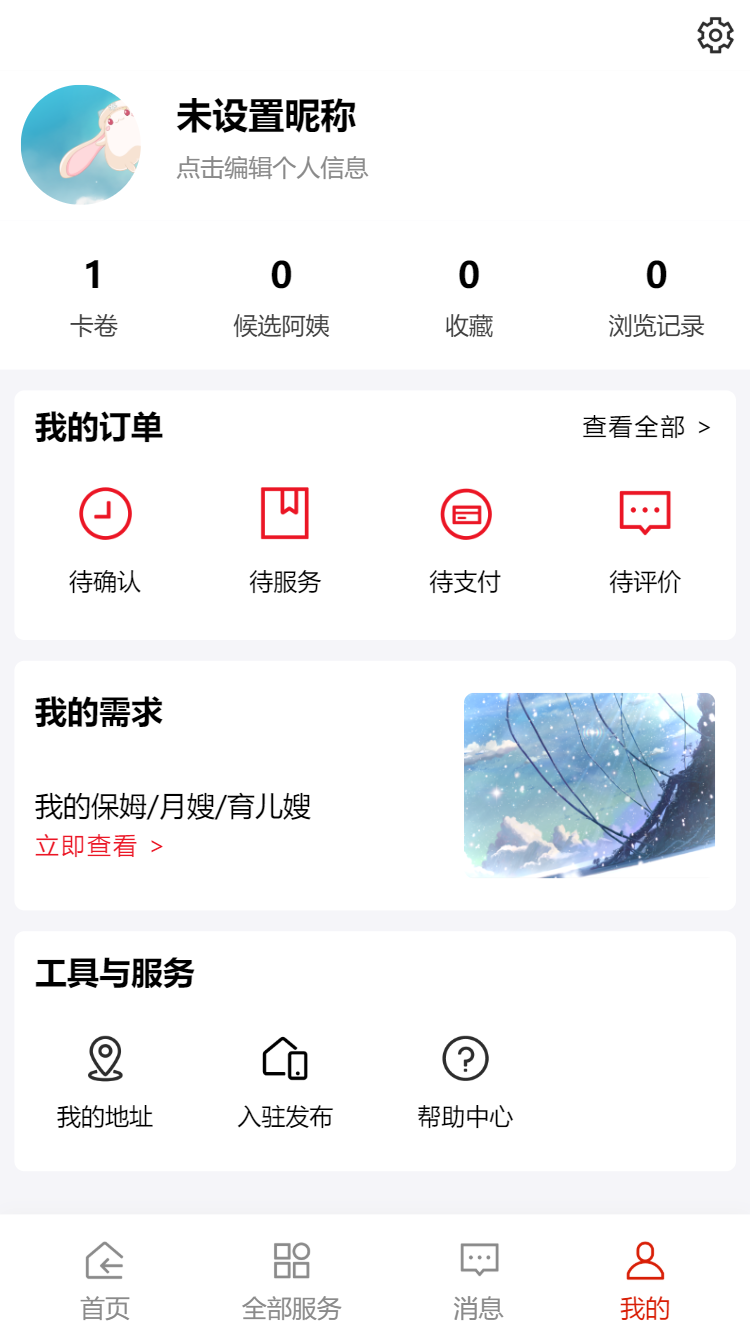 未设置昵称
点击编辑个人信息
1 0 0 0
卡卷 候选阿姨 收藏 浏览记录
我的订单 查看全部 >
待确认 待服务 待支付 待评价
我的需求
我的保姆/月嫂/育儿嫂
立即查看 >
工具与服务
我的地址 入驻发布 帮助中心
首页 全部服务 消息 我的